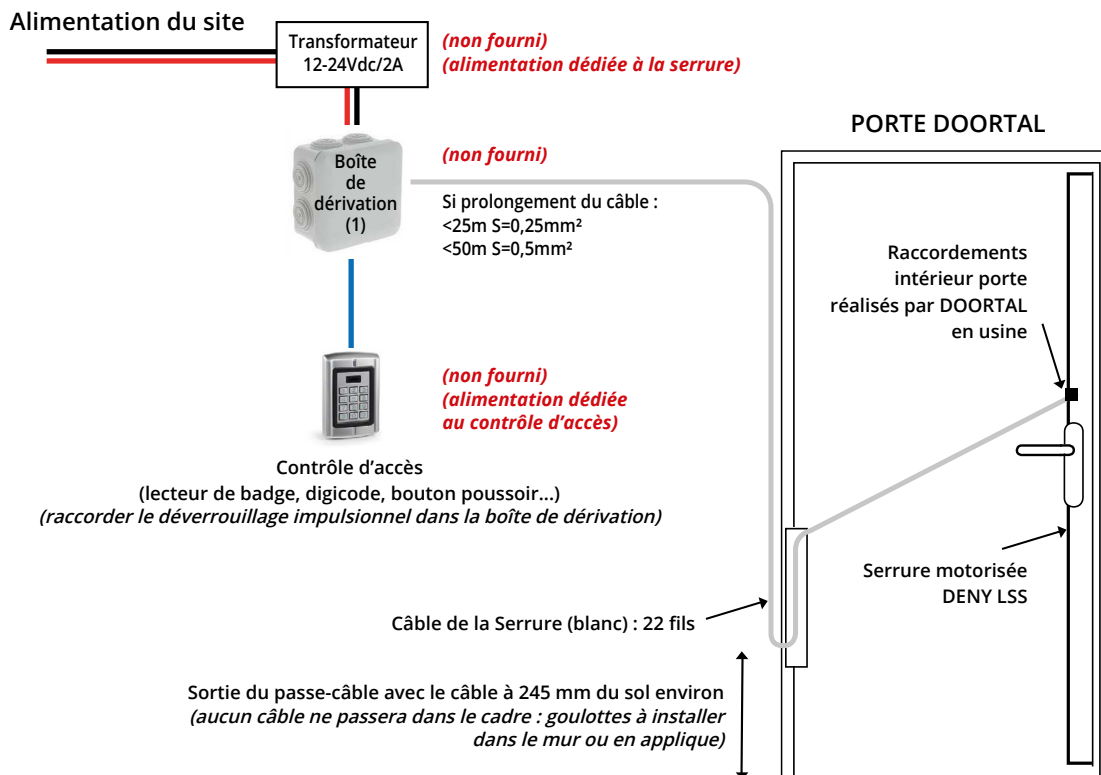 Alimentation du site
Transformateur
12-24Vdc/2A
(non fourni)
(alimentation dédiée à la serrure)
PORTE DOORTAL
Boîte
de
dérivation
(1)
(non fourni)
Si prolongement du câble :
<25m S=0,25mm²
<50m S=0,5mm²
Raccordements
intérieur porte
réalisés par DOORTAL
en usine
(non fourni)
(alimentation dédiée
au contrôle d’accès)
Contrôle d’accès
(lecteur de badge, digicode, bouton poussoir...)
(raccorder le déverrouillage impulsionnel dans la boîte de dérivation)
Serrure motorisée
DENY LSS
Câble de la Serrure (blanc) : 22 fils
Sortie du passe-câble avec le câble à 245 mm du sol environ
(aucun câble ne passera dans le cadre : goulottes à installer
dans le mur ou en applique)